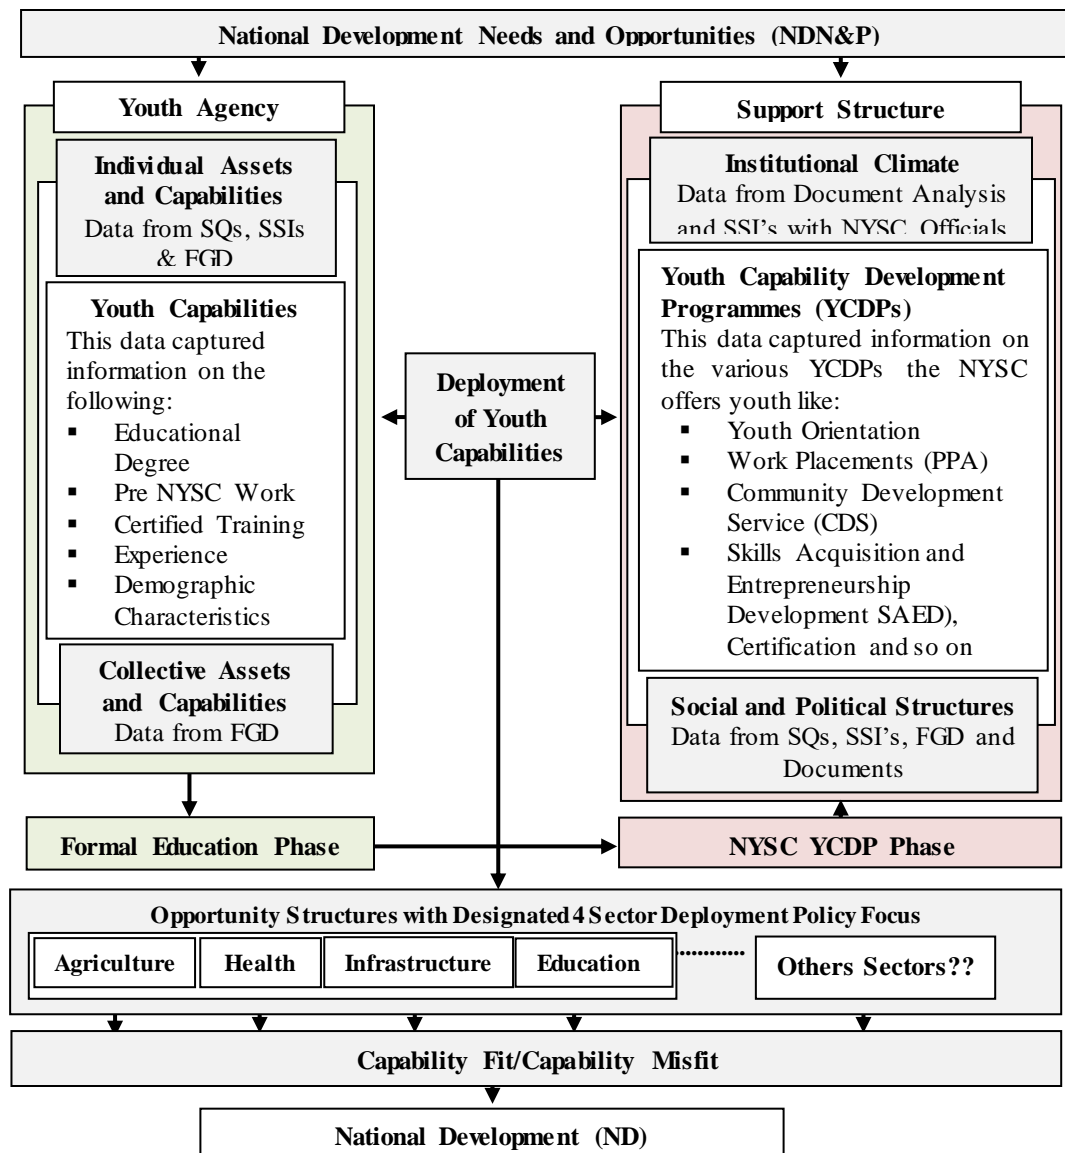 National Development Needs and Opportunities (NDN&P)
Youth Agency
Individual Assets
and Capabilities
Data from SQs, SSIs
& FGD
Youth Capabilities
This data captured
information on the
following:
▪ Educational
Degree
▪ Pre NYSC Work
▪ Certified Training
▪ Experience
▪ Demographic
Characteristics
Collective Assets
and Capabilities
Data from FGD
Formal Education Phase
Deployment
of Youth
Capabilities
Support Structure
Institutional Climate
Data from Document Analysis
and SSI's with NYSC Officials
Youth Capability Development
Programmes (YCDPs)
This data captured information on
the various YCDPs the NYSC
offers youth like:
▪ Youth Orientation
▪ Work Placements (PPA)
▪ Community Development
Service (CDS)
▪ Skills Acquisition and
Entrepreneurship
Development SAED),
Certification and so on
Social and Political Structures
Data from SQs, SSI's, FGD and
Documents
NYSC YCDP Phase
Opportunity Structures with Designated 4 Sector Deployment Policy Focus
Agriculture
Health
Infrastructure
Education
Others Sectors??
Capability Fit/Capability Misfit
National Development (ND)